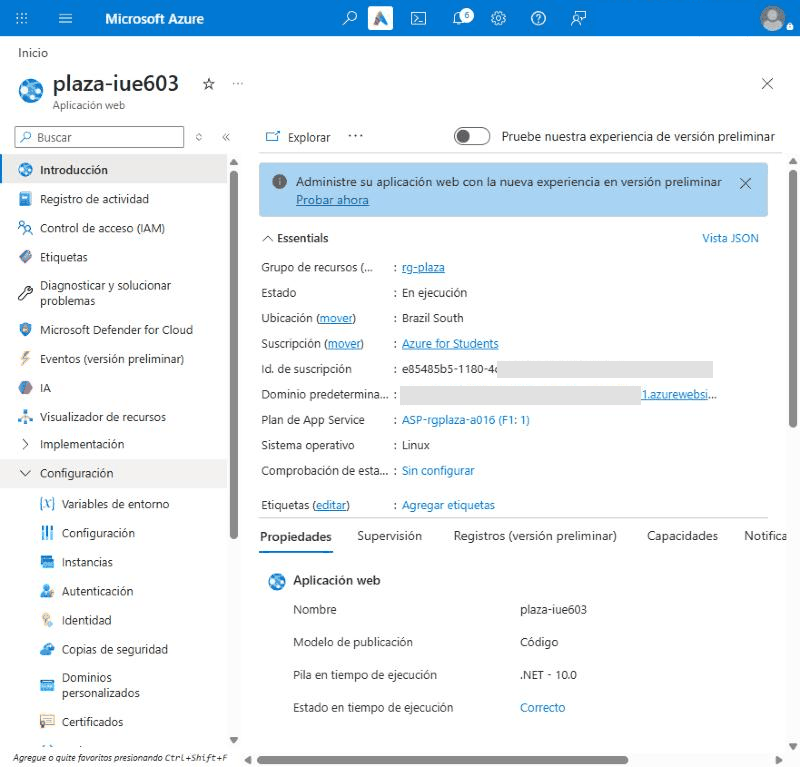 Microsoft Azure
6
Inicio
plaza-iue603
Aplicación web
Buscar
Introducción
Registro de actividad
Control de acceso (IAM)
Etiquetas
Diagnosticar y solucionar
problemas
Microsoft Defender for Cloud
Eventos (versión preliminar)
IA
Visualizador de recursos
Implementación
Configuración
Variables de entorno
Configuración
Instancias
Autenticación
Identidad
Copias de seguridad
Dominios
personalizados
Certificados
Agregue o quite favoritos presionando Ctrl+Shift+F
Explorar
Pruebe nuestra experiencia de versión preliminar
Administre su aplicación web con la nueva experiencia en versión preliminar
Probar ahora
Essentials
Vista JSON
Grupo de recursos (... : rg-plaza
Estado : En ejecución
Ubicación (mover) : Brazil South
Suscripción (mover) : Azure for Students
Id. de suscripción : e85485b5-1180-4
Dominio predetermina... : 1.azurewebsi...
Plan de App Service : ASP-rgplaza-a016 (F1: 1)
Sistema operativo : Linux
Comprobación de esta... : Sin configurar
Etiquetas (editar) : Agregar etiquetas
Propiedades Supervisión Registros (versión preliminar) Capacidades Notifica
Aplicación web
Nombre plaza-iue603
Modelo de publicación Código
Pila en tiempo de ejecución .NET - 10.0
Estado en tiempo de ejecución Correcto